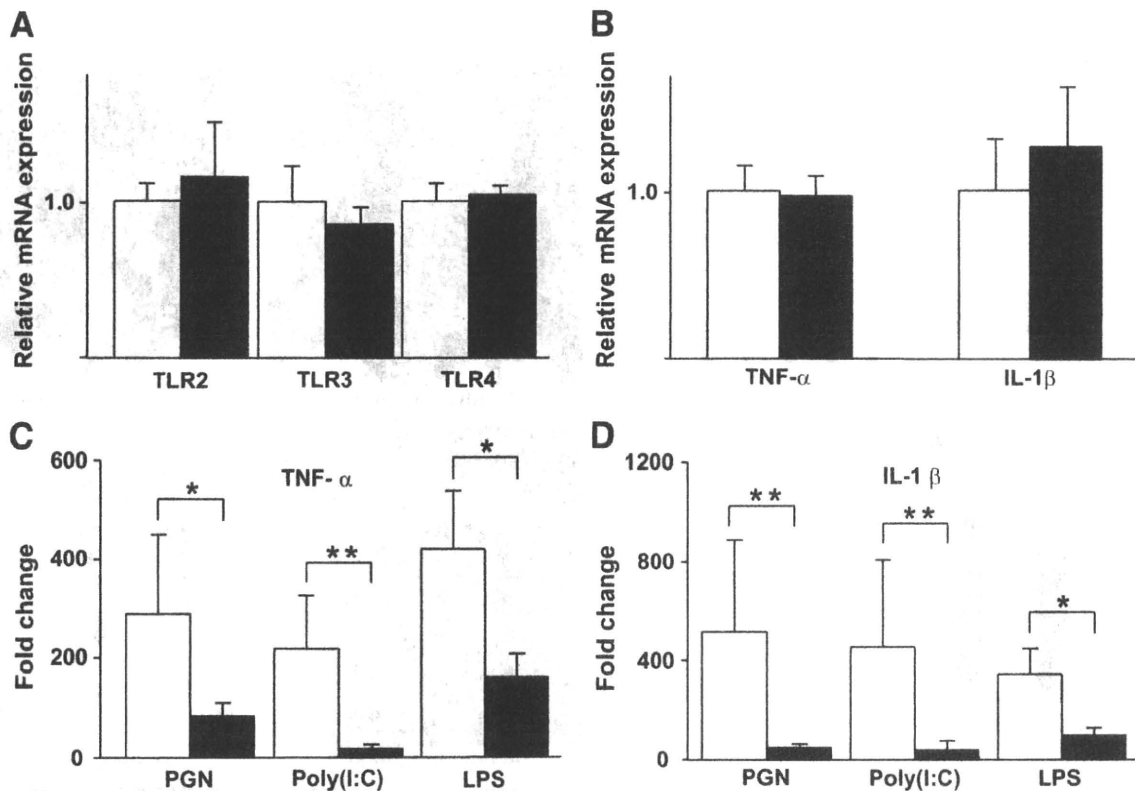 A
Relative mRNA expression
1.0
TLR2 TLR3 TLR4
B
Relative mRNA expression
1.0
TNF-α IL-1β
C
TNF- α
Fold change
600
400
200
0
* ** *
PGN Poly(I:C) LPS
D
IL-1 β
Fold change
1200
800
400
0
** ** *
PGN Poly(I:C) LPS